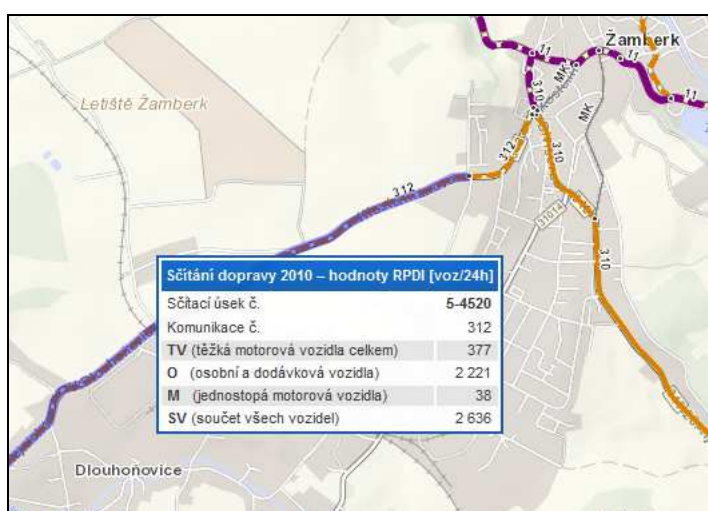 Žamberk
11
11
11
MK
MK
310
Letiště Žamberk
312
310
312
31014
310
Sčítání dopravy 2010 – hodnoty RPDI [voz/24h]
Sčítací úsek č. 5-4520
Komunikace č. 312
TV (těžká motorová vozidla celkem) 377
O (osobní a dodávková vozidla) 2 221
M (jednostopá motorová vozidla) 38
SV (součet všech vozidel) 2 636
Dlouhoňovice